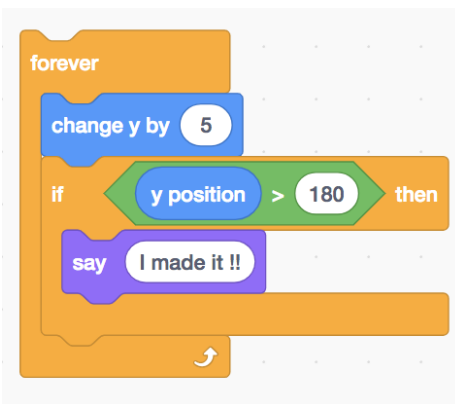 forever
change y by 5
if y position > 180 then
say I made it !!